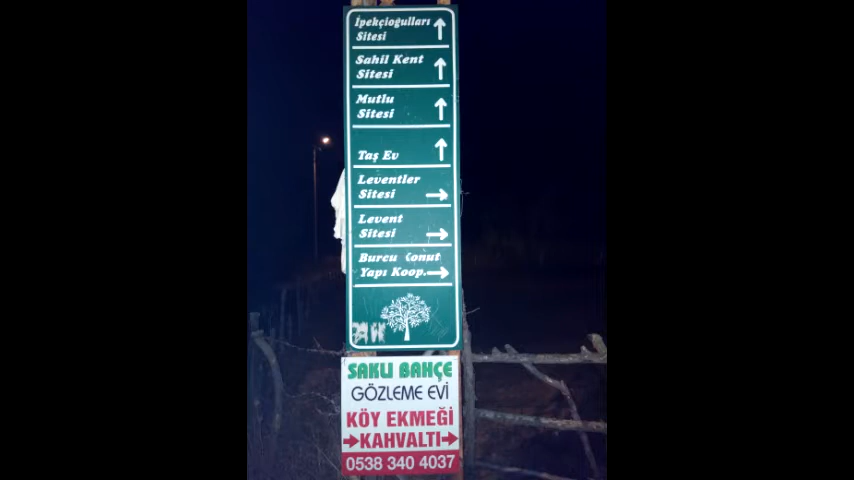 İpekçioğulları
Sitesi
Sahil Kent
Sitesi
Mutlu
Sitesi
Taş Ev
Leventler
Sitesi
Levent
Sitesi
Burcu Konut
Yapı Koop.
SAKLI BAHÇE
GÖZLEME EVİ
KÖY EKMEĞİ
KAHVALTI
0538 340 4037